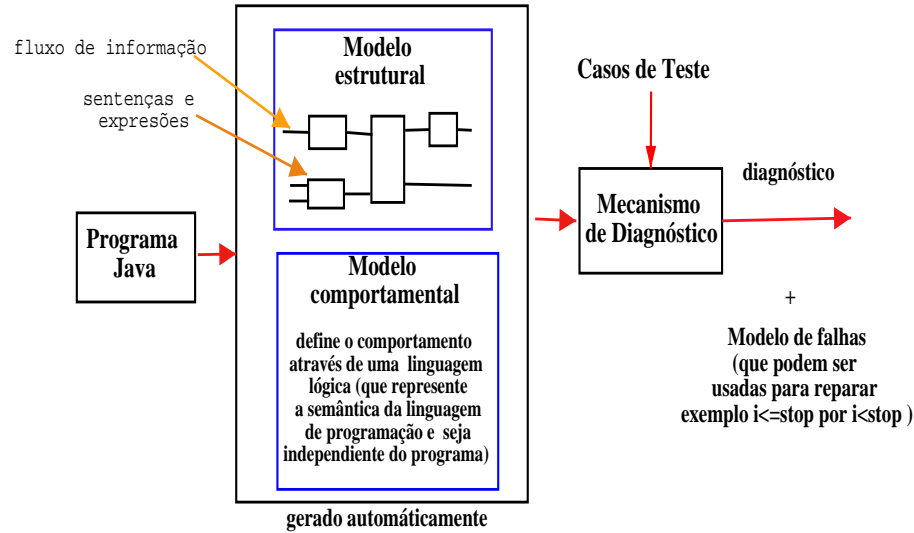 fluxo de informação
sentenças e
expresões
Modelo
estrutural
Programa
Java
Modelo
comportamental
define o comportamento
através de uma linguagem
lógica (que represente
a semântica da linguagem
de programação e seja
independente do programa)
gerado automáticamente
Casos de Teste
Mecanismo
de Diagnóstico
diagnóstico
+
Modelo de falhas
(que podem ser
usadas para reparar
exemplo i<=stop por i<stop )